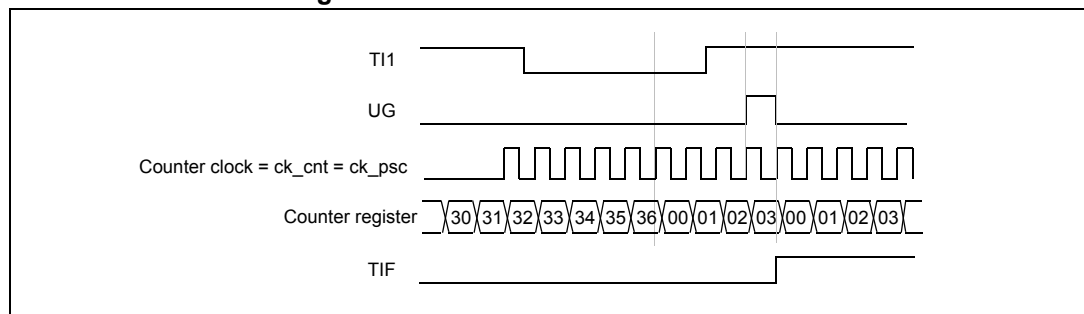 TI1
UG
Counter clock = ck_cnt = ck_psc
Counter register 30 31 32 33 34 35 36 00 01 02 03 00 01 02 03
TIF